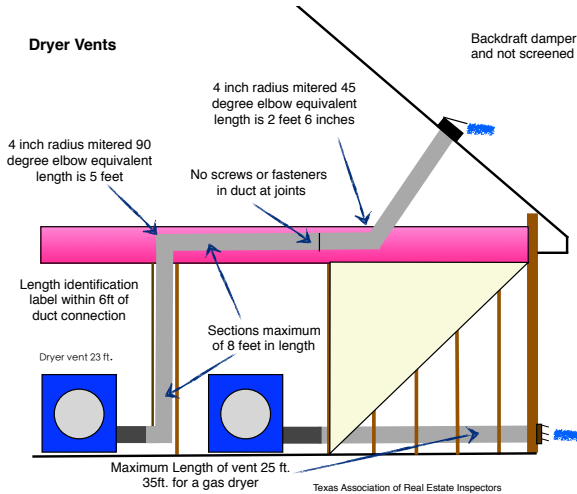 Dryer Vents
Backdraft damper
and not screened
4 inch radius mitered 45
degree elbow equivalent
length is 2 feet 6 inches
4 inch radius mitered 90
degree elbow equivalent
length is 5 feet
No screws or fasteners
in duct at joints
Length identification
label within 6ft of
duct connection
Sections maximum
of 8 feet in length
Dryer vent 23 ft.
Maximum Length of vent 25 ft.
35ft. for a gas dryer
Texas Association of Real Estate Inspectors